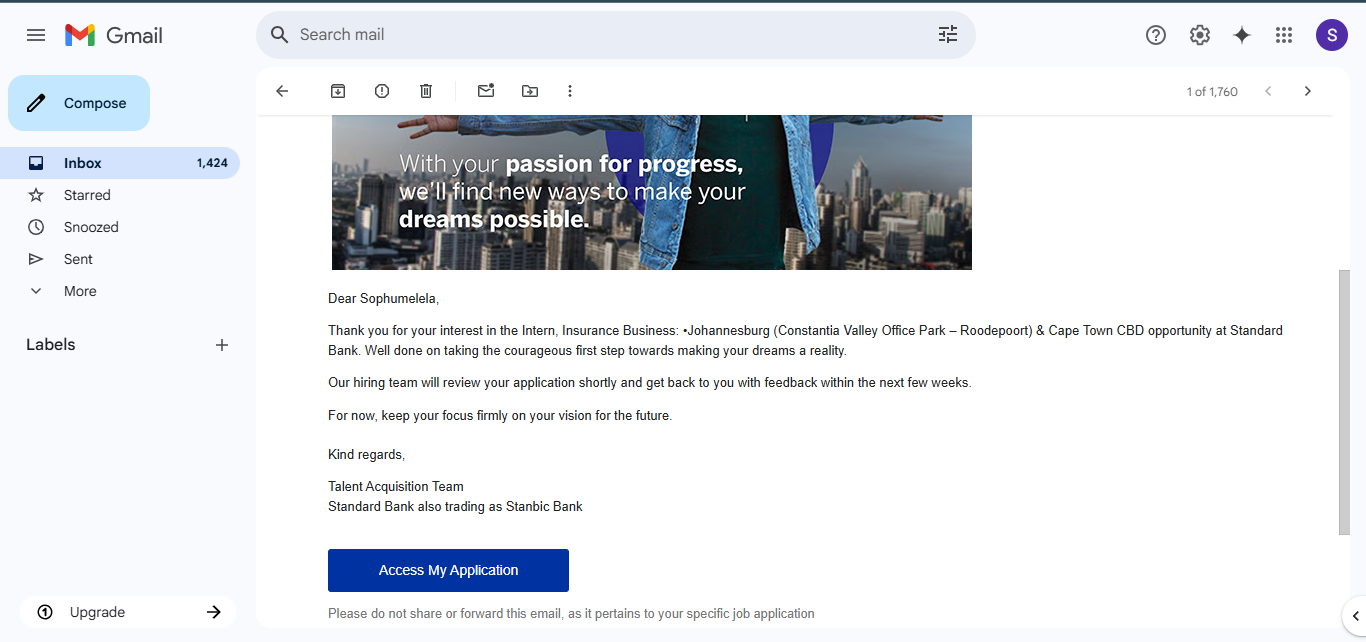 Gmail
Search mail
S
Compose
1 of 1,760
Inbox 1,424
Starred
Snoozed
Sent
More
Labels
Upgrade
With your passion for progress,
we'll find new ways to make your
dreams possible.
Dear Sophumelela,
Thank you for your interest in the Intern, Insurance Business: •Johannesburg (Constantia Valley Office Park – Roodepoort) & Cape Town CBD opportunity at Standard
Bank. Well done on taking the courageous first step towards making your dreams a reality.
Our hiring team will review your application shortly and get back to you with feedback within the next few weeks.
For now, keep your focus firmly on your vision for the future.
Kind regards,
Talent Acquisition Team
Standard Bank also trading as Stanbic Bank
Access My Application
Please do not share or forward this email, as it pertains to your specific job application